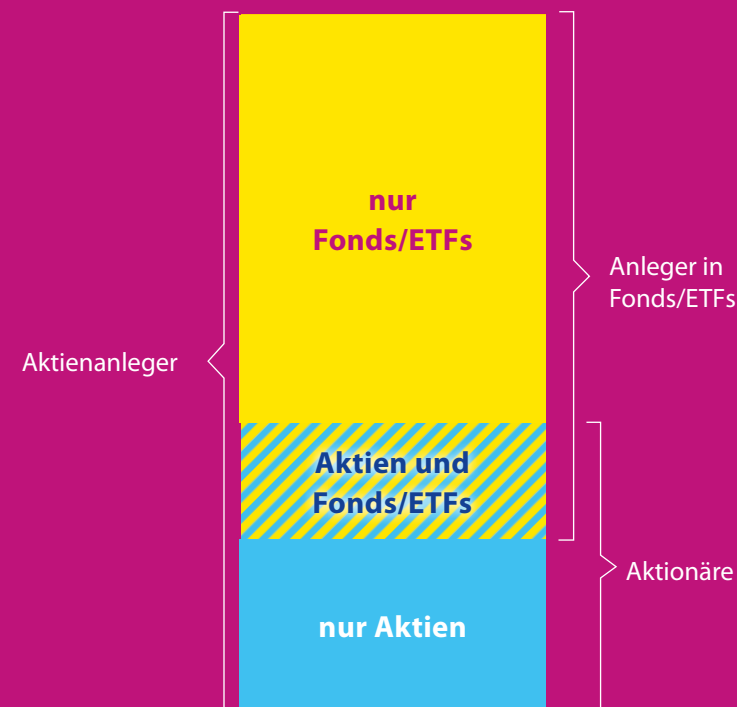 nur
Fonds/ETFs
Anleger in
Fonds/ETFs
Aktienanleger
Aktien und
Fonds/ETFs
Aktionäre
nur Aktien